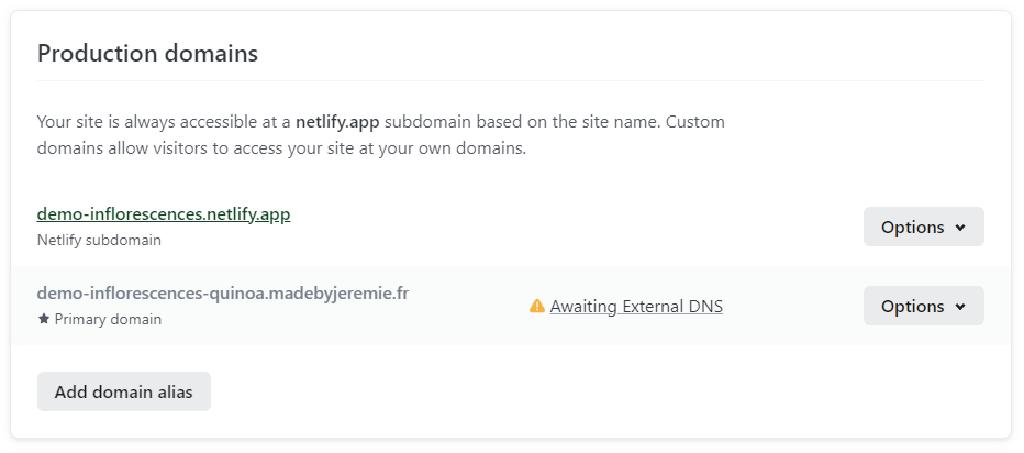 Production domains
Your site is always accessible at a netlify.app subdomain based on the site name. Custom
domains allow visitors to access your site at your own domains.
demo-inflorescences.netlify.app
Netlify subdomain
Options
demo-inflorescences-quinoa.madebyjeremie.fr
Primary domain
Awaiting External DNS
Options
Add domain alias